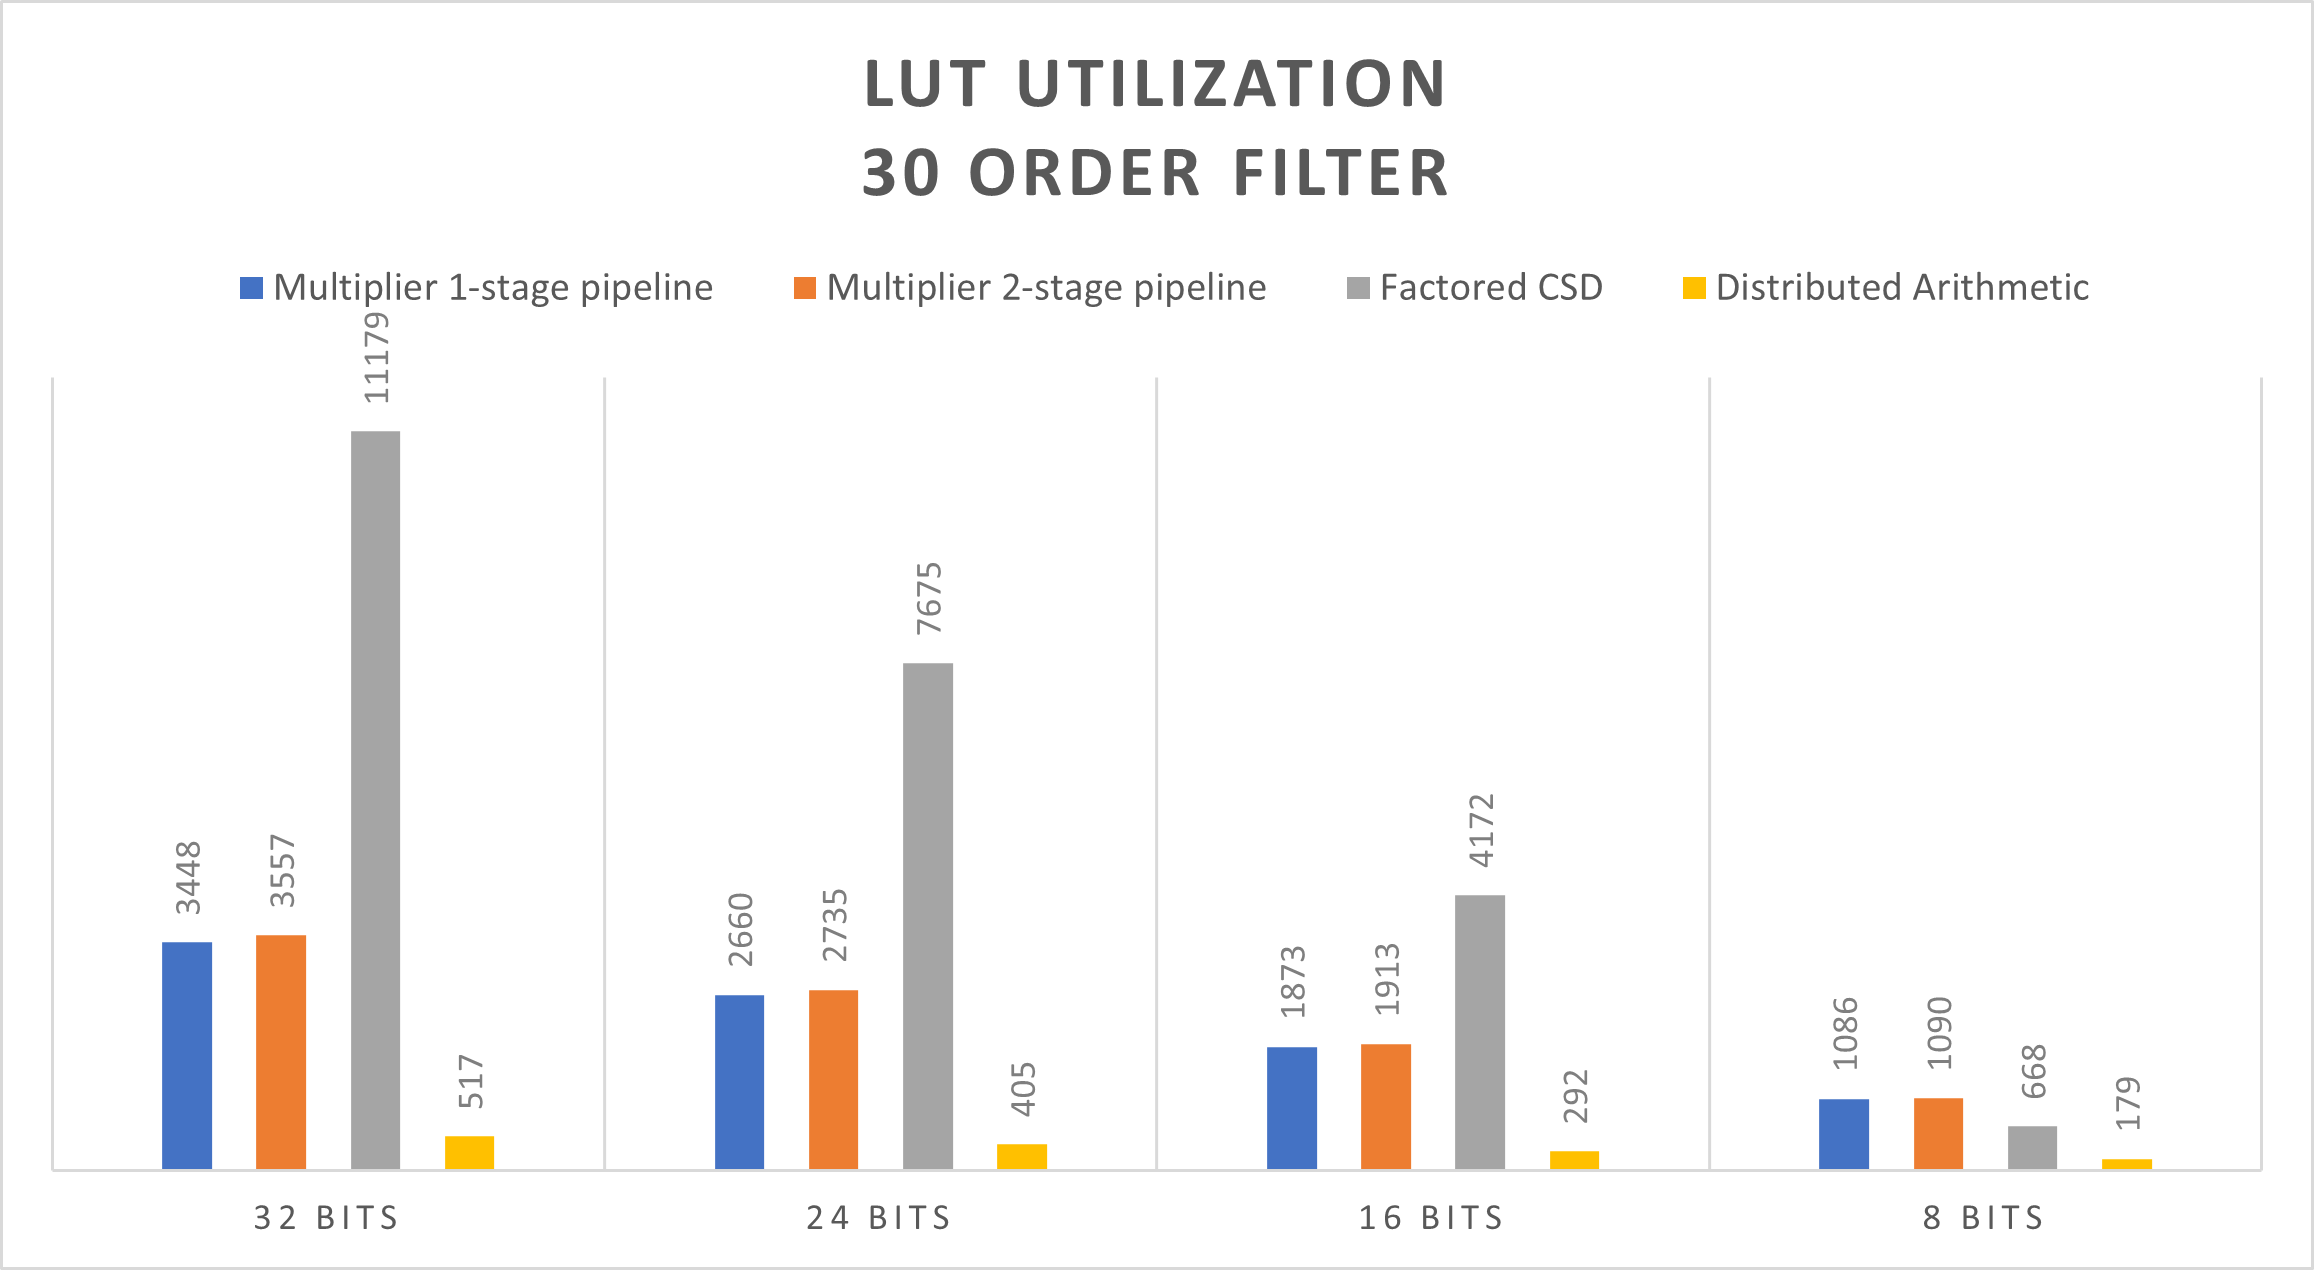 LUT UTILIZATION
30 ORDER FILTER
Multiplier 1-stage pipeline Multiplier 2-stage pipeline Factored CSD Distributed Arithmetic
3448 3557 11179 517
2660 2735 7675 405
1873 1913 4172 292
1086 1090 668 179
32 BITS 24 BITS 16 BITS 8 BITS